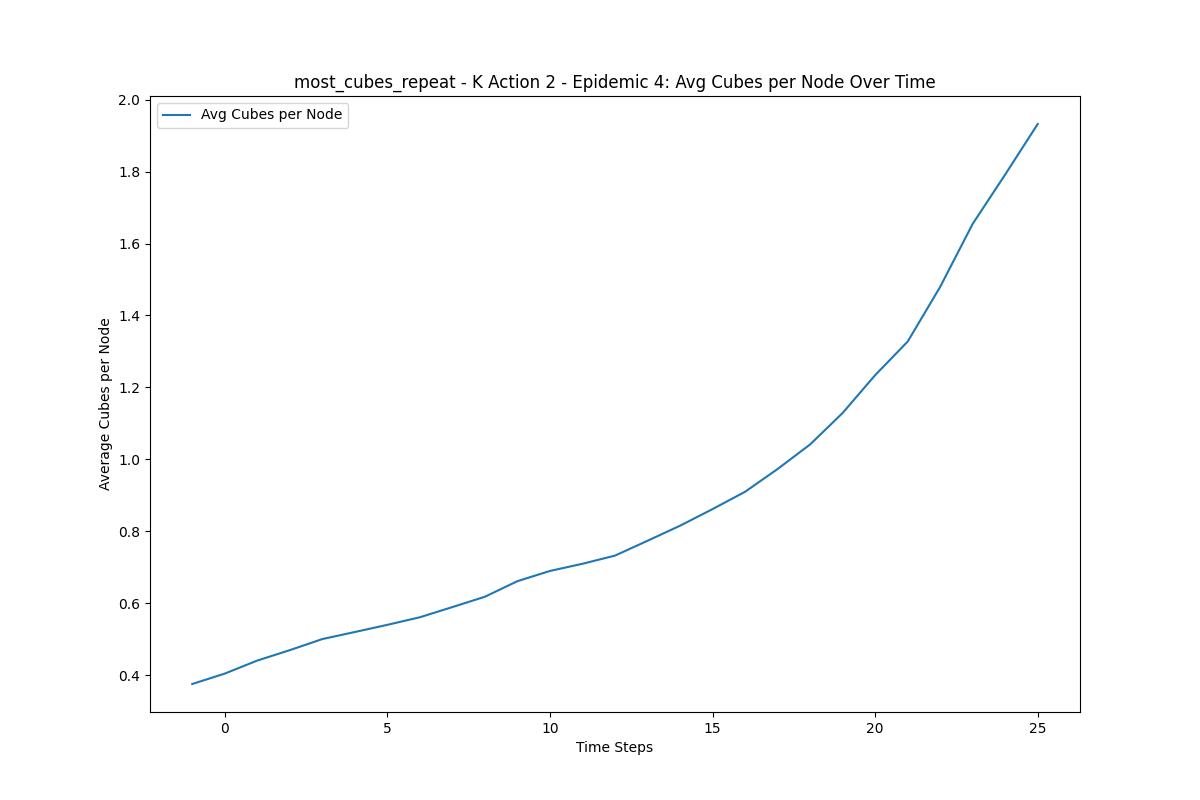 most_cubes_repeat - K Action 2 - Epidemic 4: Avg Cubes per Node Over Time
Avg Cubes per Node
Average Cubes per Node
2.0
1.8
1.6
1.4
1.2
1.0
0.8
0.6
0.4
0 5 10 15 20 25
Time Steps